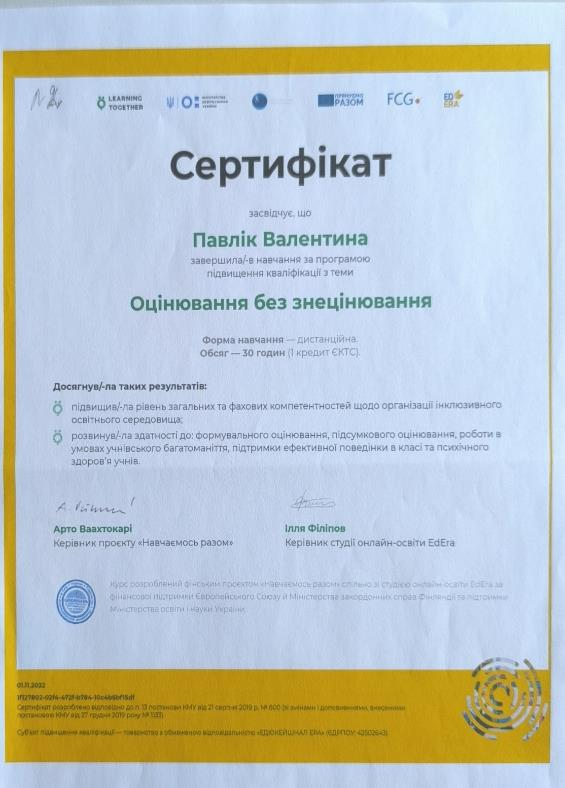 LEARNING
TOGETHER
ПРЯМУЄМО
РАЗОМ
FCG
ED
ERA
Сертифікат
засвідчує, що
Павлік Валентина
завершила/-в навчання за програмою
підвищення кваліфікації з теми
Оцінювання без знецінювання
Форма навчання — дистанційна.
Обсяг — 30 годин (1 кредит ЄКТС).
Досягнув/-ла таких результатів:
підвищив/-ла рівень загальних та фахових компетентностей щодо організації інклюзивного
освітнього середовища;
розвинув/-ла здатності до: формувального оцінювання, підсумкового оцінювання, роботи в
умовах учнівського багатоманіття, підтримки ефективної поведінки в класі та психічного
здоров'я учнів.
Арто Ваахтокарі
Керівник проєкту «Навчаємось разом»
Ілля Філіпов
Керівник студії онлайн-освіти EdEra
Курс розроблений фінським проєктом «Навчаємось разом» спільно зі студією онлайн-освіти EdEra за
фінансової підтримки Європейського Союзу й Міністерства закордонних справ Фінляндії та підтримки
Міністерства освіти і науки України.
01.11.2022
Сертифікат розроблено відповідно до п. 13 постанови КМУ від 21 серпня 2019 р. № 800 (зі змінами і доповненнями, внесеними
постановою КМУ від 27 грудня 2019 року № 1133)
Суб'єкт підвищення кваліфікації — товариство з обмеженою відповідальністю «ЕДЮКЕЙШНАЛ ЕРА» (ЄДРПОУ: 42502643)